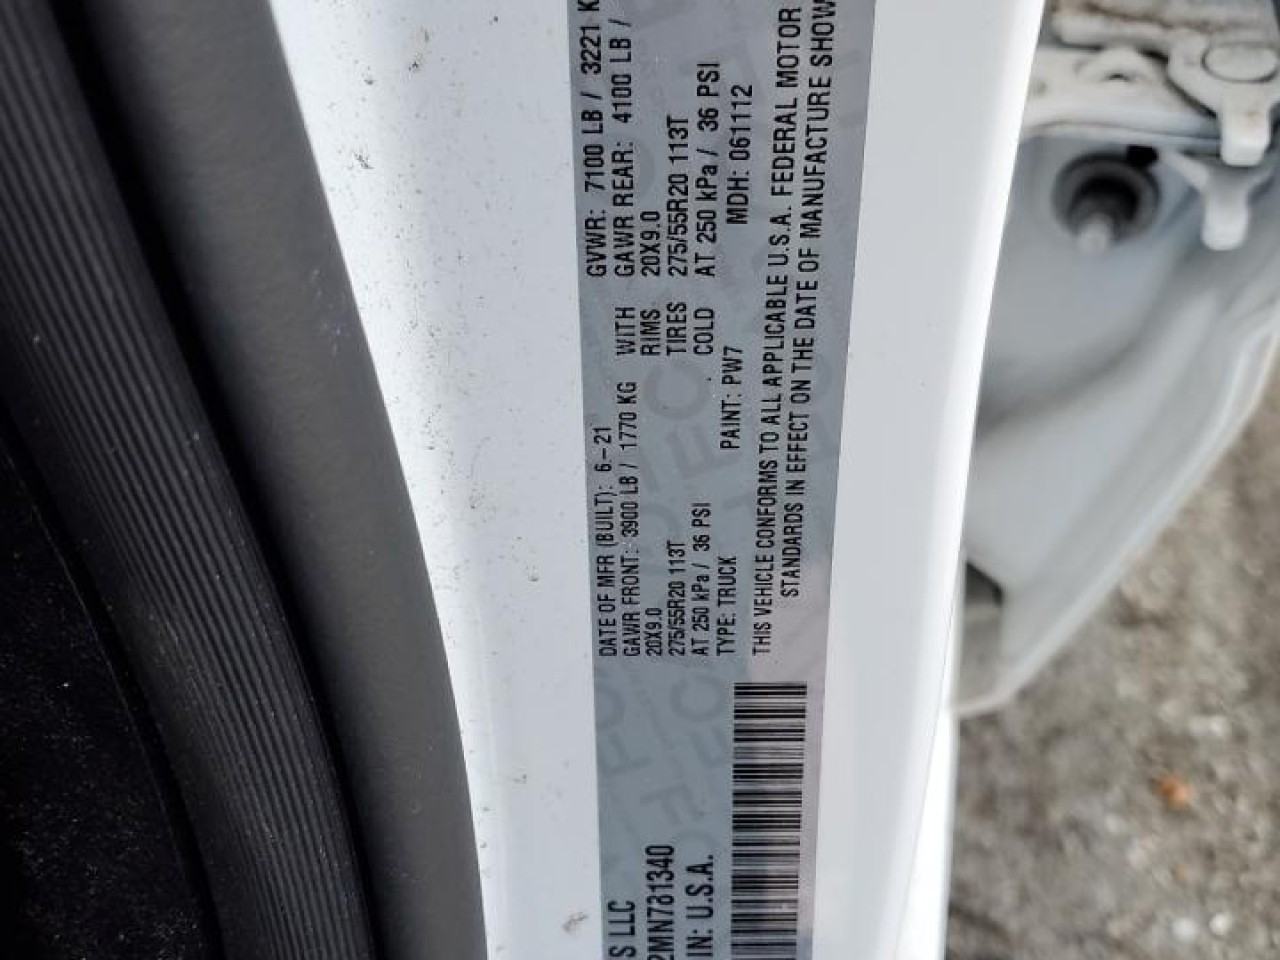 S LLC
2MN781340
IN: U.S.A.
DATE OF MFR (BUILT): 6-21 GVWR: 7100 LB / 3221 K
GAWR FRONT: 3900 LB / 1770 KG WITH GAWR REAR: 4100 LB /
20X9.0 RIMS 20X9.0
275/55R20 113T TIRES 275/55R20 113T
AT 250 kPa / 36 PSI COLD AT 250 kPa / 36 PSI
TYPE: TRUCK PAINT: PW7 MDH: 061112
THIS VEHICLE CONFORMS TO ALL APPLICABLE U.S.A. FEDERAL MOTOR
STANDARDS IN EFFECT ON THE DATE OF MANUFACTURE SHOW